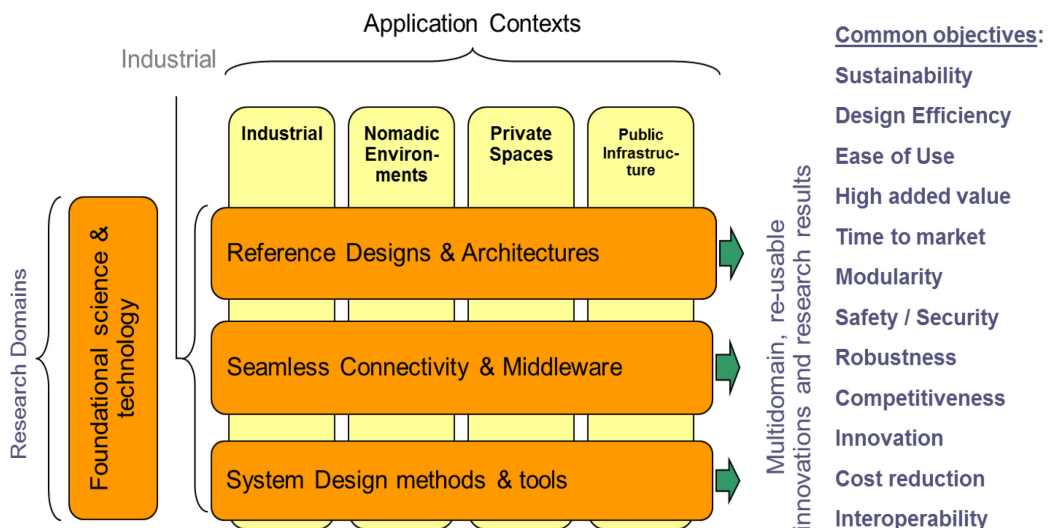 Application Contexts
Industrial
Industrial
Nomadic
Environ-
ments
Private
Spaces
Public
Infrastruc-
ture
Research Domains
Foundational science &
technology
Reference Designs & Architectures
Seamless Connectivity & Middleware
System Design methods & tools
Multidomain, re-usable
innovations and research results
Common objectives:
Sustainability
Design Efficiency
Ease of Use
High added value
Time to market
Modularity
Safety / Security
Robustness
Competitiveness
Innovation
Cost reduction
Interoperability